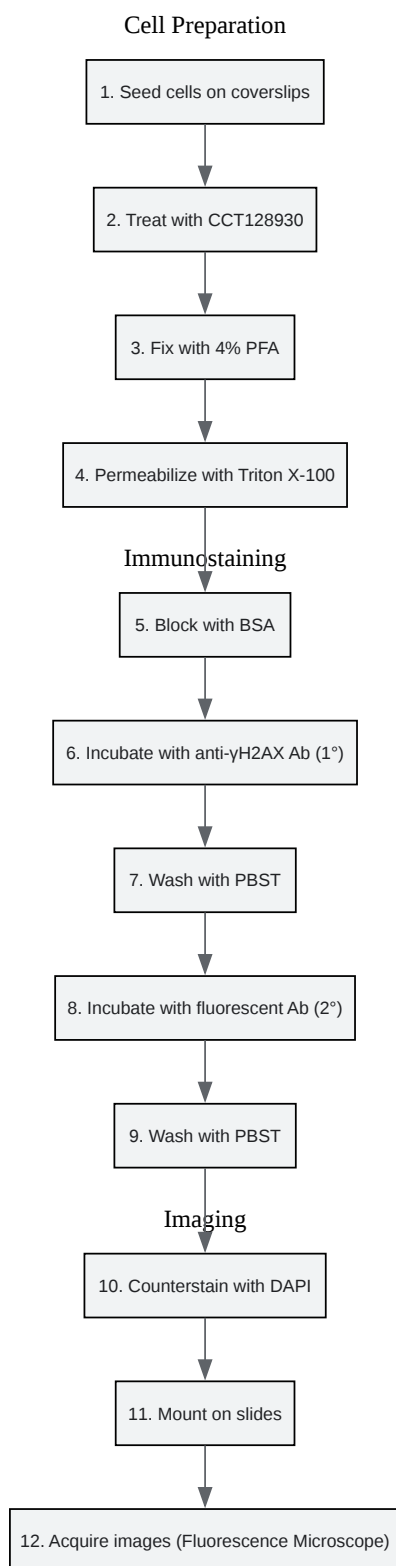 Cell Preparation
1. Seed cells on coverslips
2. Treat with CCT128930
3. Fix with 4% PFA
4. Permeabilize with Triton X-100
Immunostaining
5. Block with BSA
6. Incubate with anti-γH2AX Ab (1°)
7. Wash with PBST
8. Incubate with fluorescent Ab (2°)
9. Wash with PBST
Imaging
10. Counterstain with DAPI
11. Mount on slides
12. Acquire images (Fluorescence Microscope)